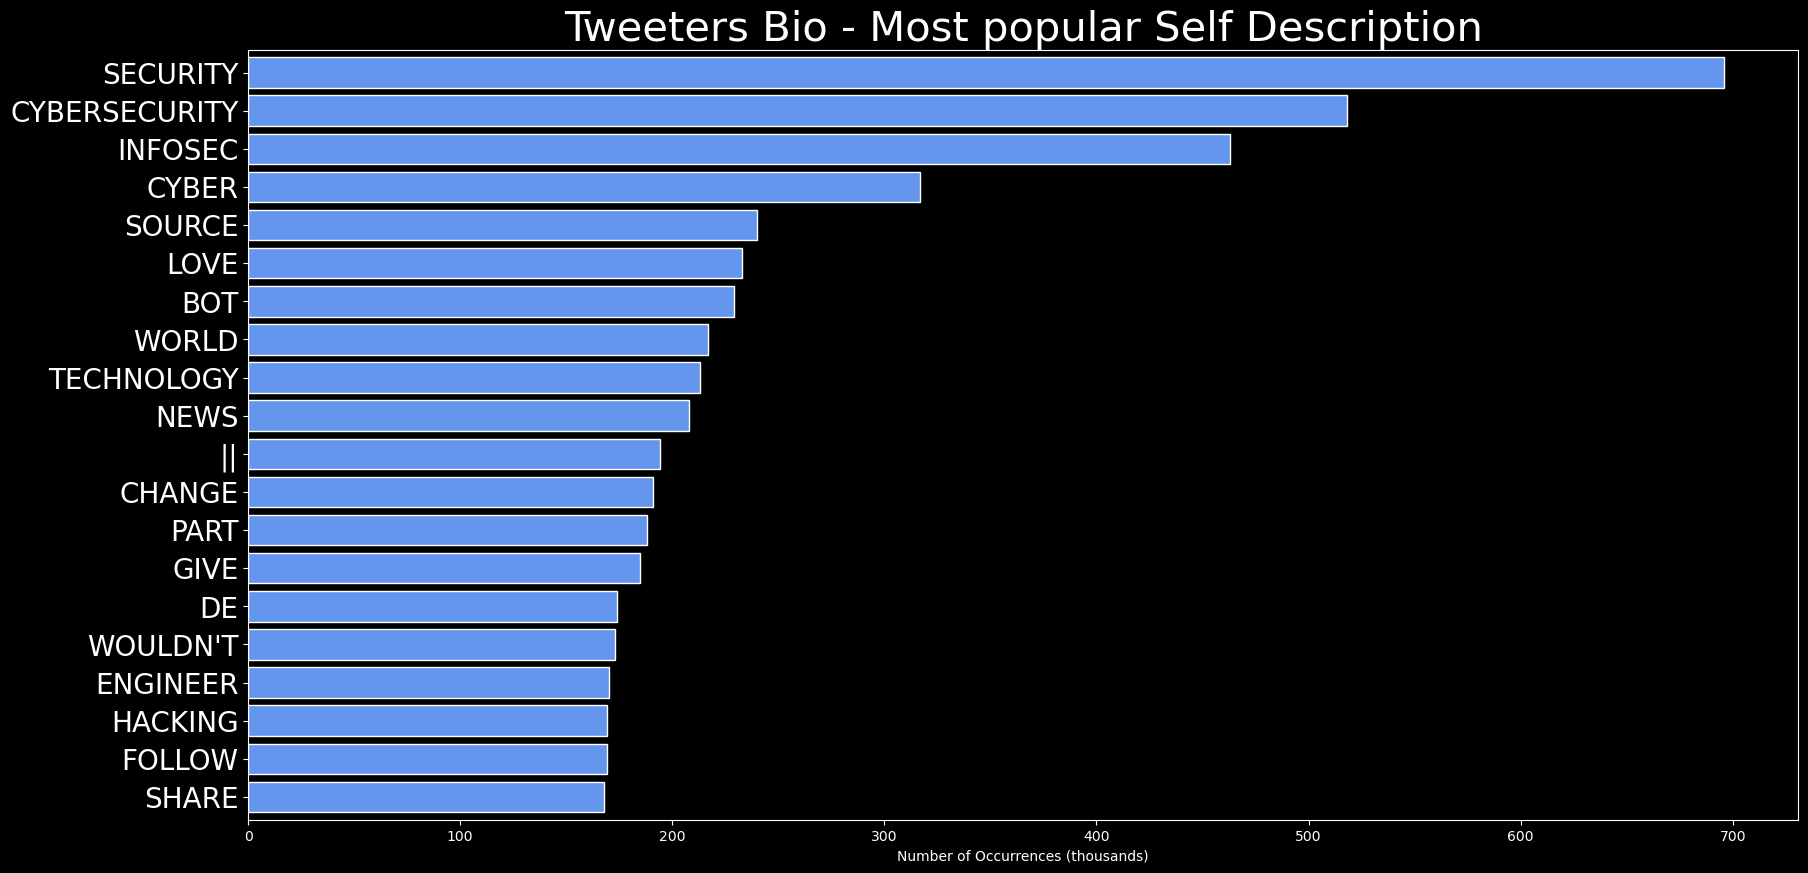 Tweeters Bio - Most popular Self Description
SECURITY
CYBERSECURITY
INFOSEC
CYBER
SOURCE
LOVE
BOT
WORLD
TECHNOLOGY
NEWS
||
CHANGE
PART
GIVE
DE
WOULDN'T
ENGINEER
HACKING
FOLLOW
SHARE
0 100 200 300 400 500 600 700
Number of Occurrences (thousands)